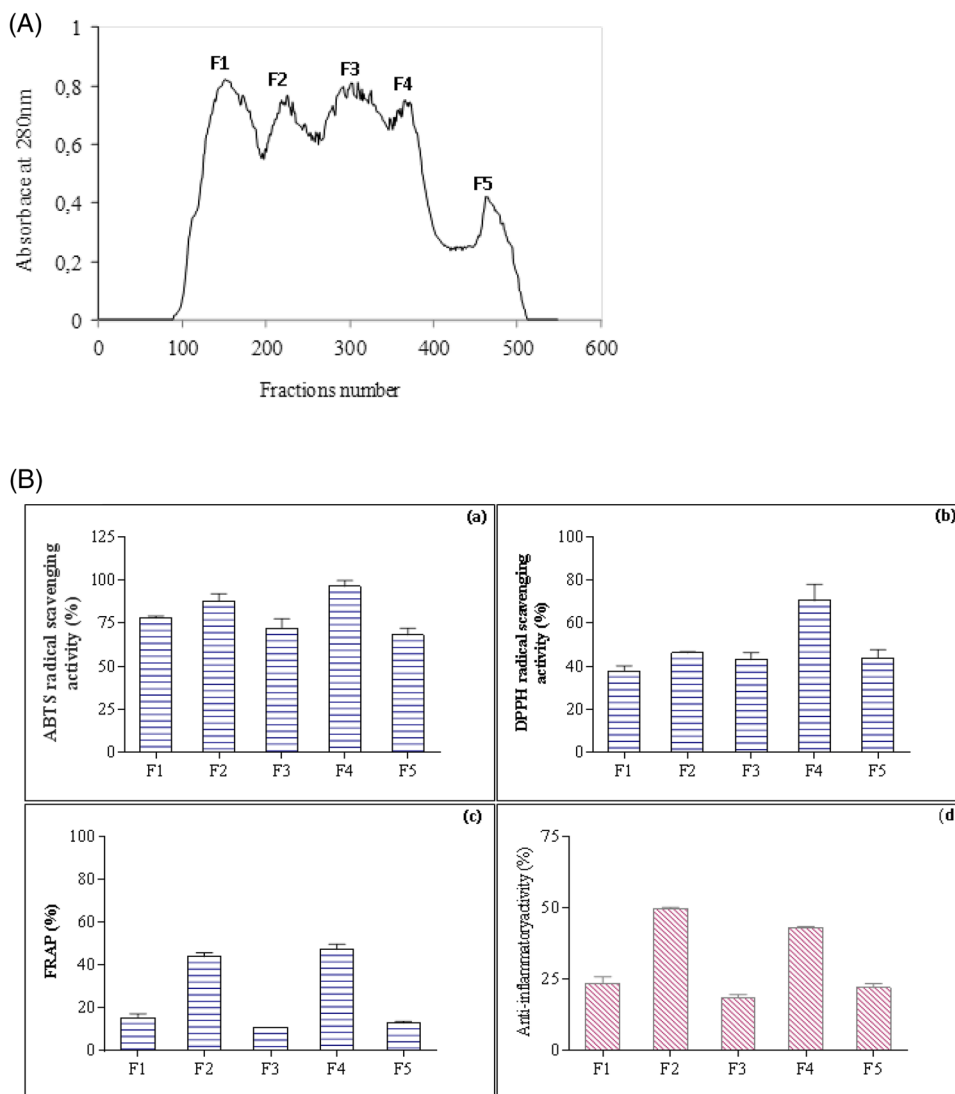 (A)
1
0,8
0,6
0,4
0,2
0
F1
F2
F3
F4
F5
Absorbace at 280nm
0 100 200 300 400 500 600
Fractions number
(B)
(a)
ABTS radical scavenging
activity (%)
125
100
75
50
25
0
F1 F2 F3 F4 F5
(b)
DPPH radical scavenging
activity (%)
100
80
60
40
20
0
F1 F2 F3 F4 F5
(c)
FRAP (%)
100
80
60
40
20
0
F1 F2 F3 F4 F5
(d
Anti-inflammatoryactivity (%)
75
50
25
0
F1 F2 F3 F4 F5